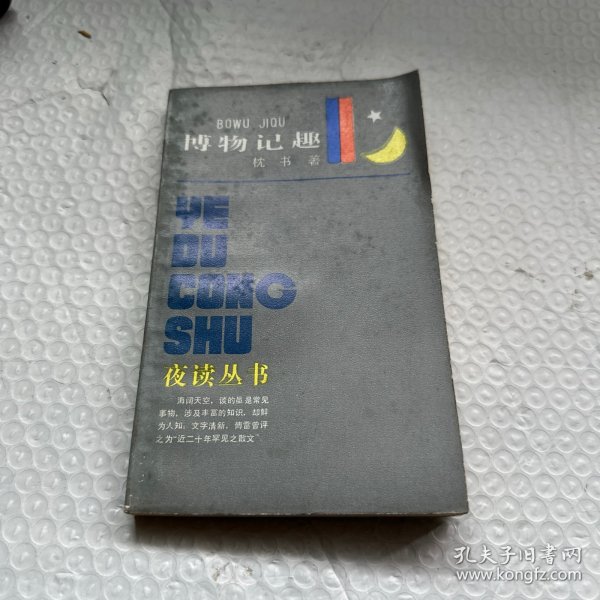 BOWU JIQU
博物记趣
枕书著
YE
DU
CONG
SHU
夜读丛书
海阔天空，谈的虽是常见
事物，涉及丰富的知识，却鲜
为人知。文字清新，傅雷曾评
之为“近二十年罕见之散文”
孔夫子旧书网
www.kongfz.com